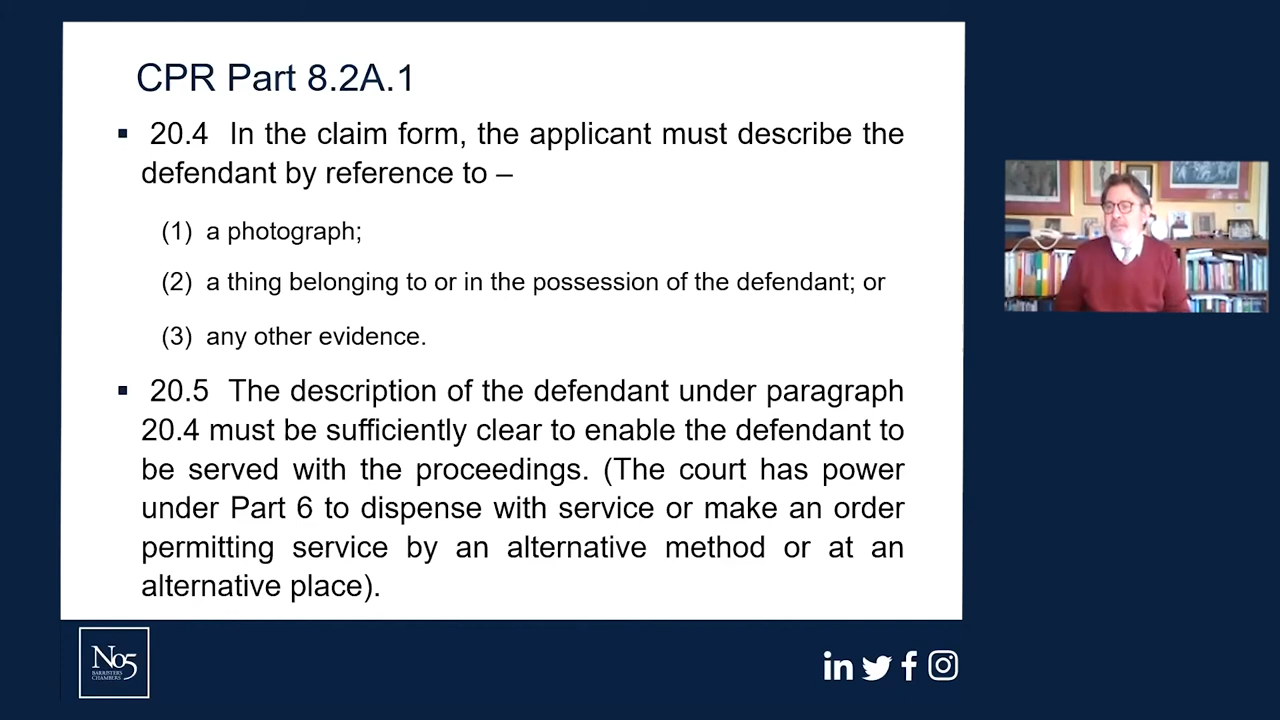 CPR Part 8.2A.1
▪ 20.4 In the claim form, the applicant must describe the
defendant by reference to –
(1) a photograph;
(2) a thing belonging to or in the possession of the defendant; or
(3) any other evidence.
▪ 20.5 The description of the defendant under paragraph
20.4 must be sufficiently clear to enable the defendant to
be served with the proceedings. (The court has power
under Part 6 to dispense with service or make an order
permitting service by an alternative method or at an
alternative place).
No5
BARRISTERS
CHAMBERS